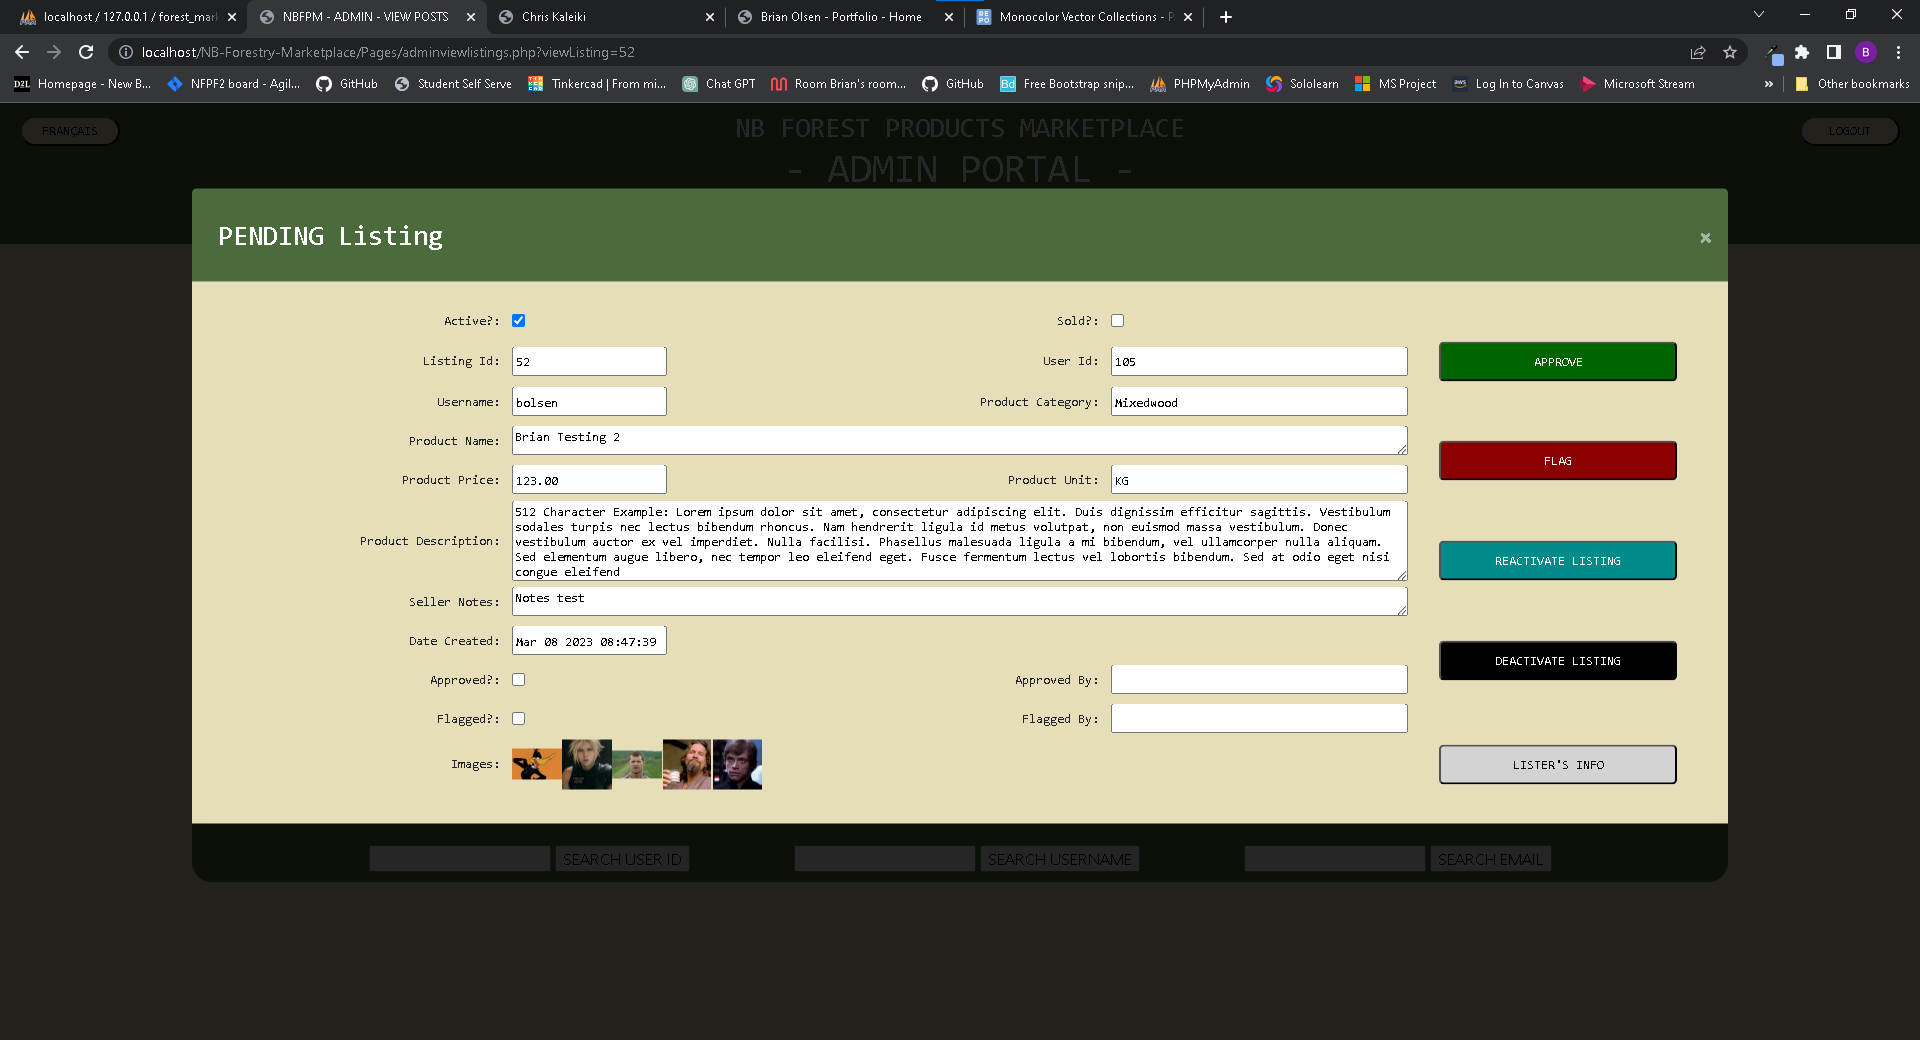 localhost / 127.0.0.1 / forest_mar
NBFPM - ADMIN - VIEW POSTS
Chris Kaleiki
Brian Olsen - Portfolio - Home
Monocolor Vector Collections -
localhost/NB-Forestry-Marketplace/Pages/adminviewlistings.php?viewListing=52
B
D2L Homepage - New B...
NFPF2 board - Agil...
GitHub
Student Self Serve
Tinkercad | From mi...
Chat GPT
Room Brian's room...
GitHub
Bd Free Bootstrap snip...
PHPMyAdmin
Sololearn
MS Project
aws Log In to Canvas
Microsoft Stream
»
Other bookmarks
FRANÇAIS
NB FOREST PRODUCTS MARKETPLACE
LOGOUT
- ADMIN PORTAL -
PENDING Listing
×
Active?:
Sold?:
Listing Id: 52
User Id: 105
APPROVE
Username: bolsen
Product Category: Mixedwood
Product Name: Brian Testing 2
FLAG
Product Price: 123.00
Product Unit: KG
Product Description:
512 Character Example: Lorem ipsum dolor sit amet, consectetur adipiscing elit. Duis dignissim efficitur sagittis. Vestibulum
sodales turpis nec lectus bibendum rhoncus. Nam hendrerit ligula id metus volutpat, non euismod massa vestibulum. Donec
vestibulum auctor ex vel imperdiet. Nulla facilisi. Phasellus malesuada ligula a mi bibendum, vel ullamcorper nulla aliquam.
Sed elementum augue libero, nec tempor leo eleifend eget. Fusce fermentum lectus vel lobortis bibendum. Sed at odio eget nisi
congue eleifend
REACTIVATE LISTING
Seller Notes: Notes test
Date Created: Mar 08 2023 08:47:39
DEACTIVATE LISTING
Approved?:
Approved By:
Flagged?:
Flagged By:
Images:
LISTER'S INFO
SEARCH USER ID
SEARCH USERNAME
SEARCH EMAIL